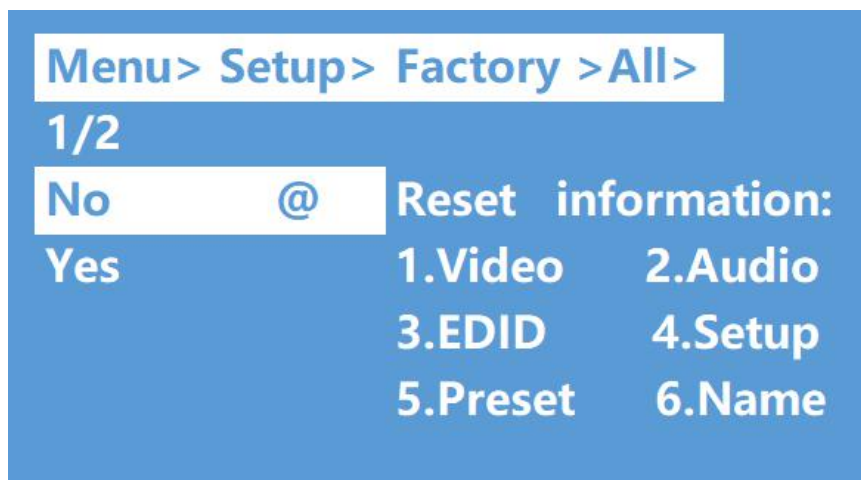 Menu> Setup> Factory >All>
1/2
No @ Reset information:
Yes 1.Video 2.Audio
3.EDID 4.Setup
5.Preset 6.Name